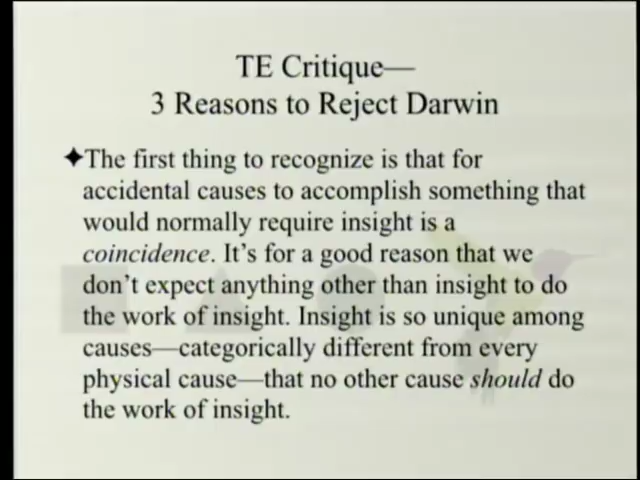 TE Critique—
3 Reasons to Reject Darwin
✦The first thing to recognize is that for
accidental causes to accomplish something that
would normally require insight is a
coincidence. It’s for a good reason that we
don’t expect anything other than insight to do
the work of insight. Insight is so unique among
causes—categorically different from every
physical cause—that no other cause should do
the work of insight.